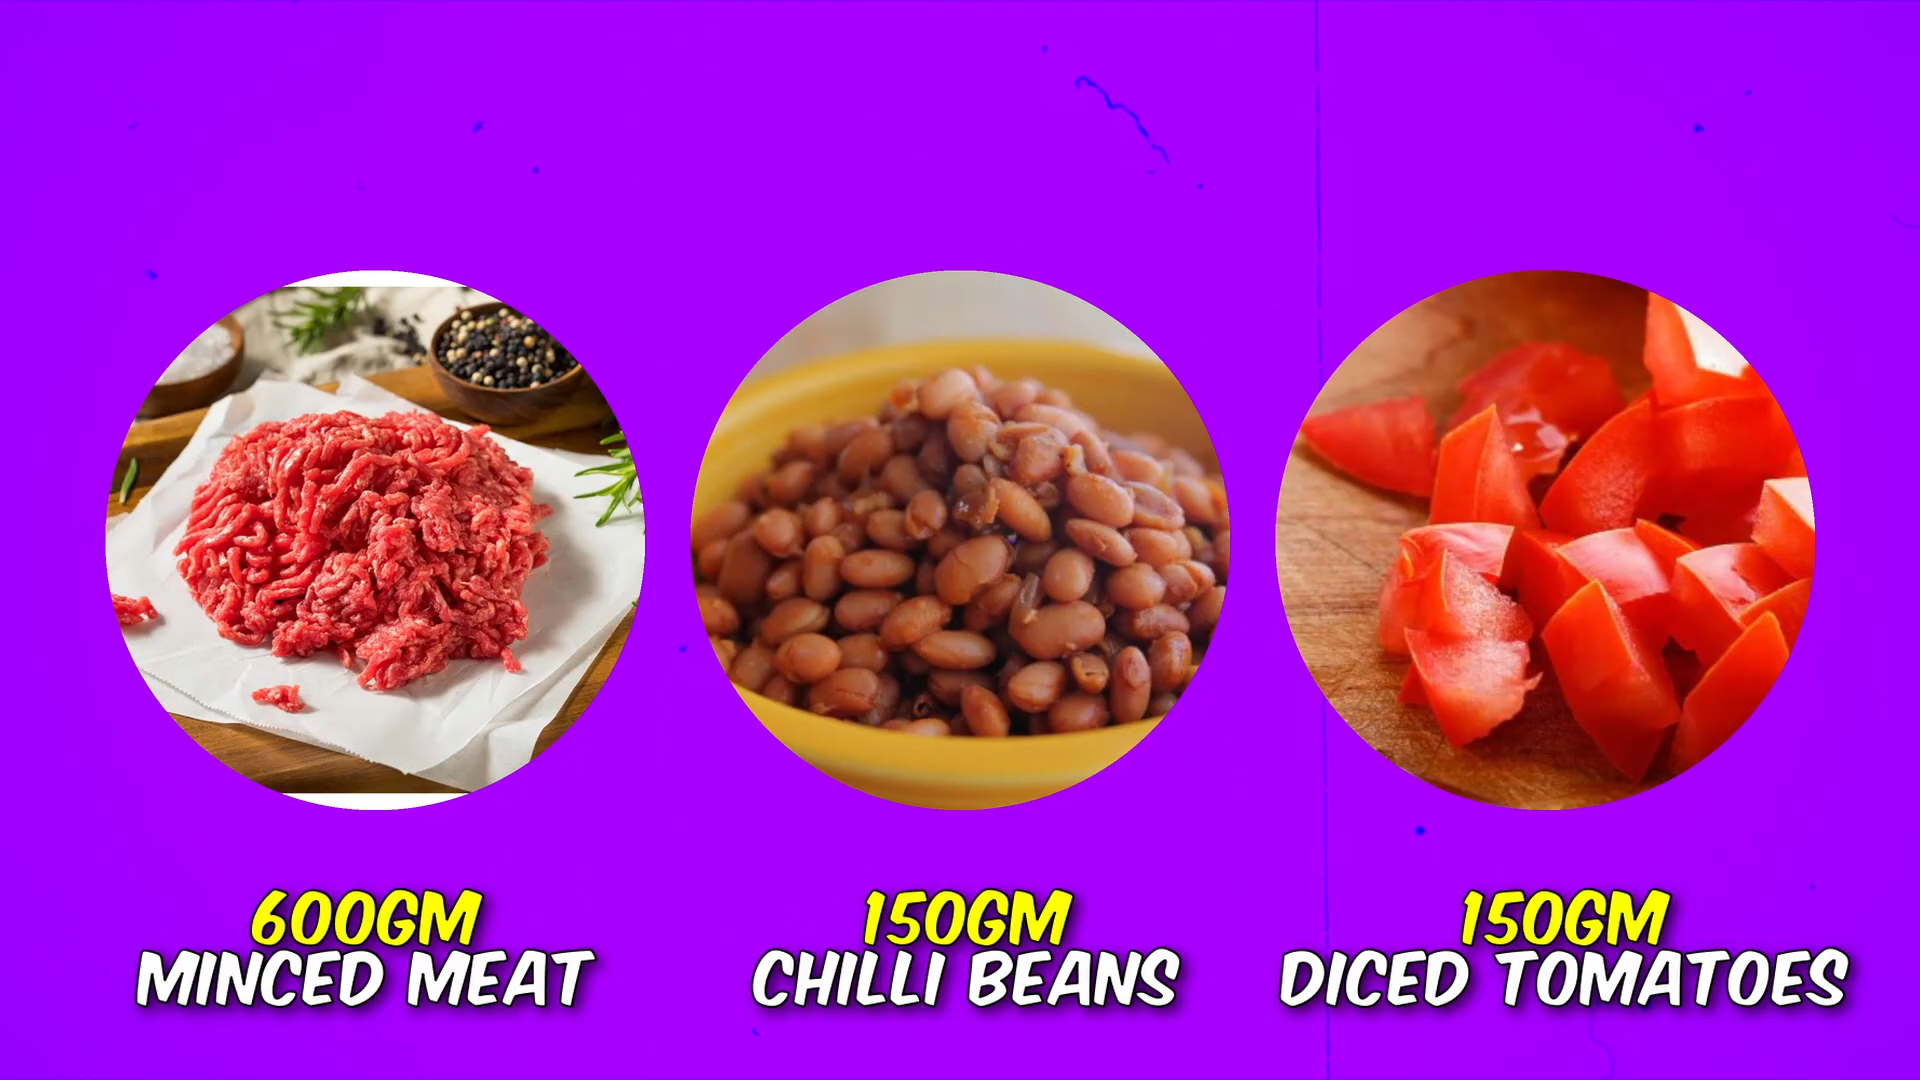 600GM
MINCED MEAT
150GM
CHILLI BEANS
150GM
DICED TOMATOES